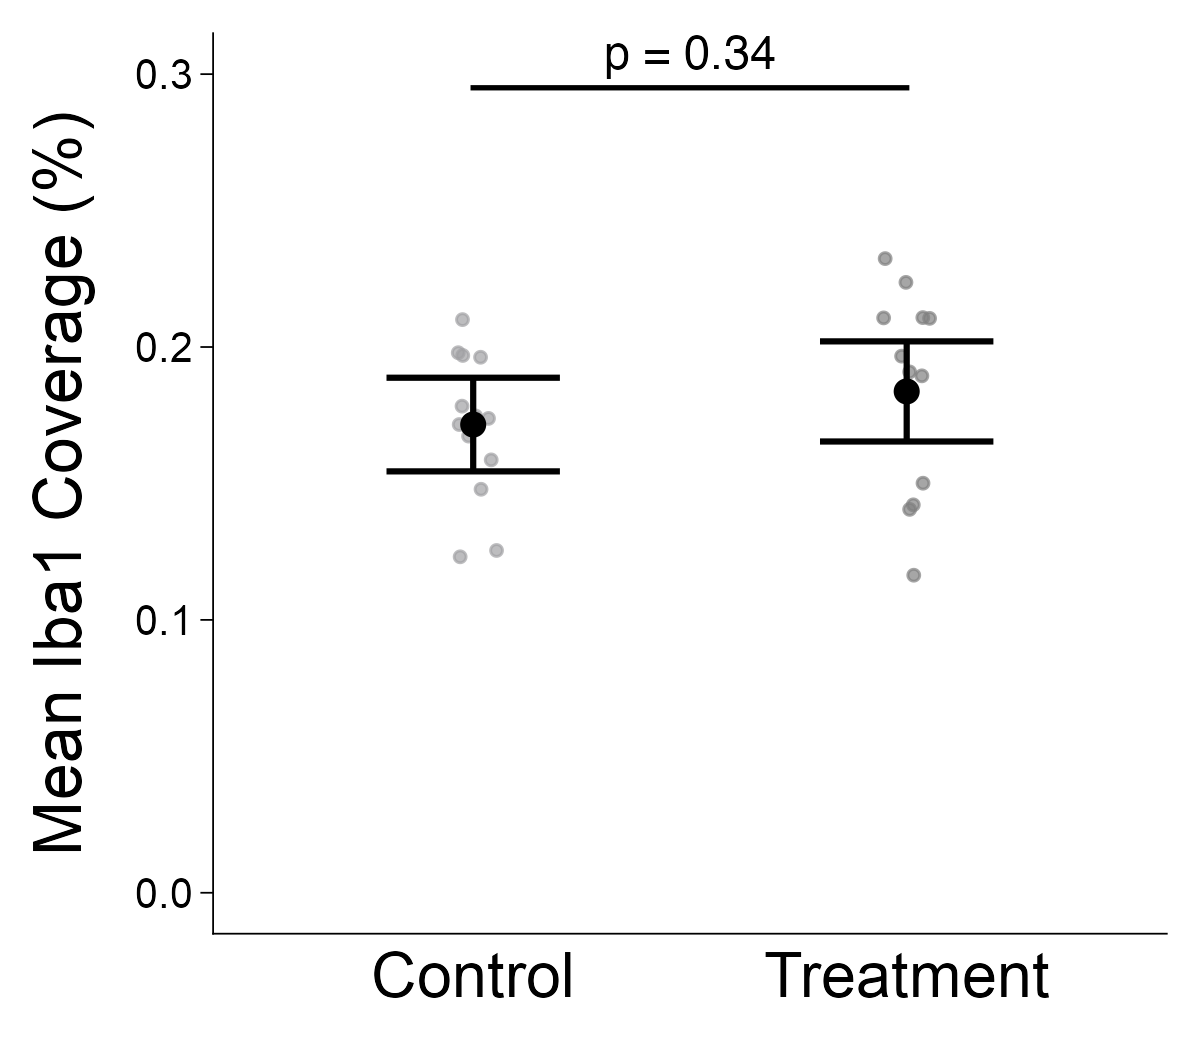 p = 0.34
Mean Iba1 Coverage (%)
0.3
0.2
0.1
0.0
Control
Treatment